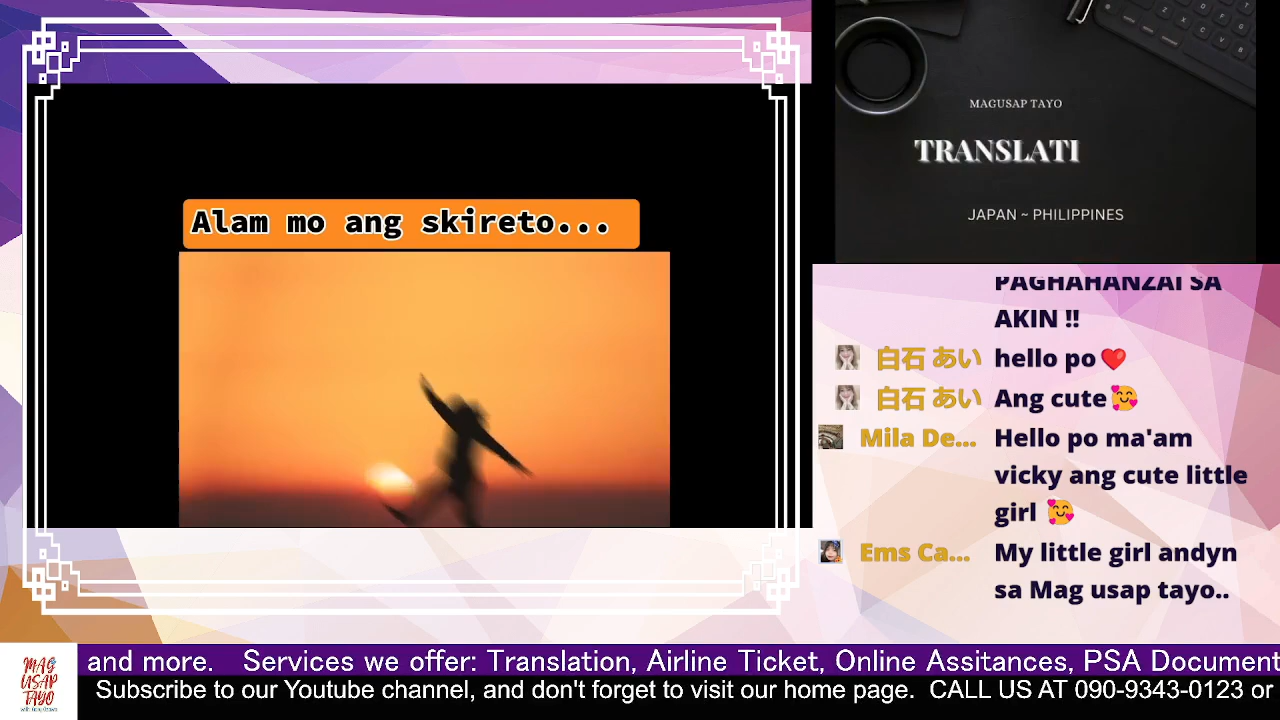 Alam mo ang skireto...
MAGUSAP TAYO
TRANSLATI
JAPAN ~ PHILIPPINES
PAGHAHANZAI SA
AKIN !!
白石 あい hello po❤️
白石 あい Ang cute🥰
Mila De... Hello po ma'am
vicky ang cute little
girl 🥰
Ems Ca... My little girl andyn
sa Mag usap tayo..
MAG
USAP
TAYO
and more. Services we offer: Translation, Airline Ticket, Online Assitances, PSA Document
Subscribe to our Youtube channel, and don't forget to visit our home page. CALL US AT 090-9343-0123 or